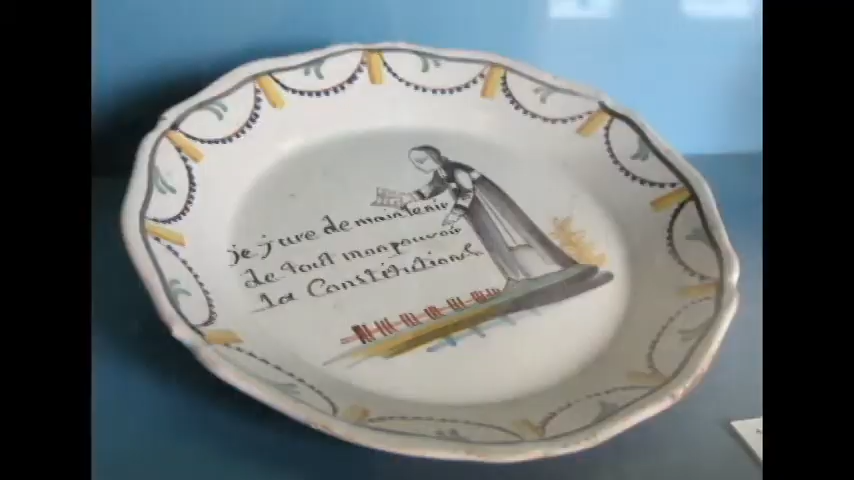 je jure de maintenir
de tout mon pouvoir
la Constitution